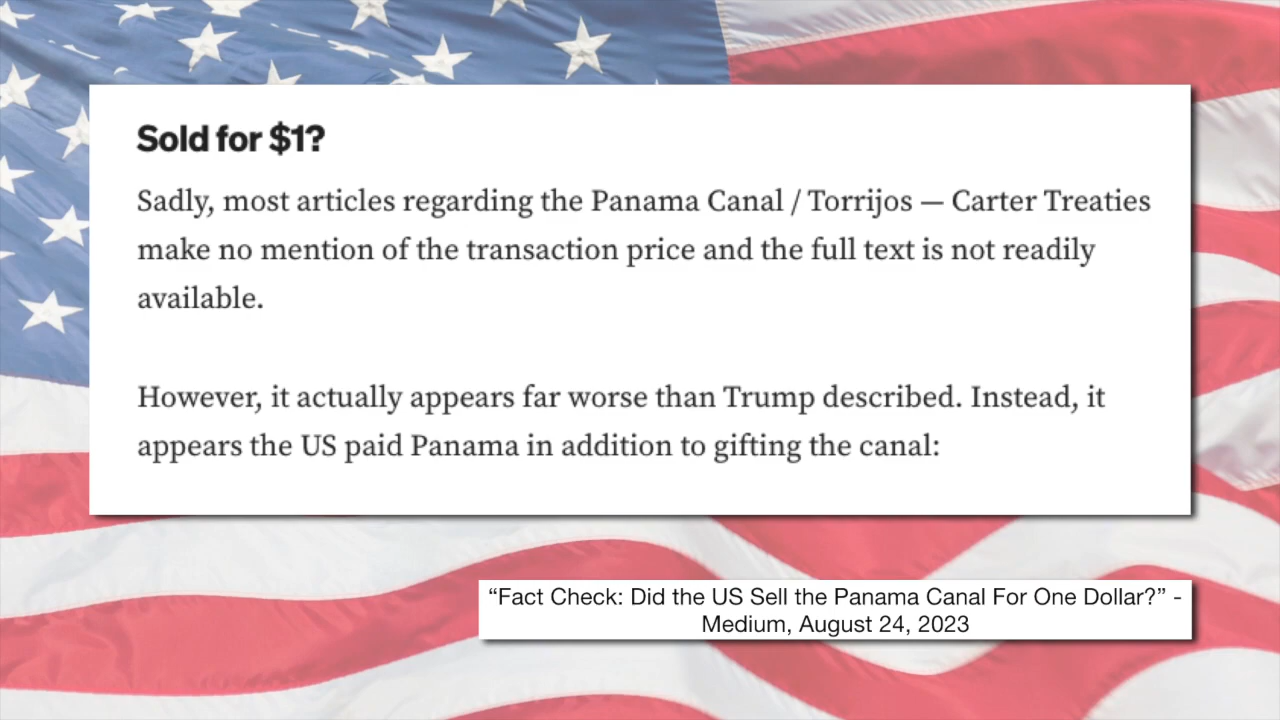 Sold for $1?
Sadly, most articles regarding the Panama Canal / Torrijos — Carter Treaties
make no mention of the transaction price and the full text is not readily
available.
However, it actually appears far worse than Trump described. Instead, it
appears the US paid Panama in addition to gifting the canal:
“Fact Check: Did the US Sell the Panama Canal For One Dollar?” -
Medium, August 24, 2023